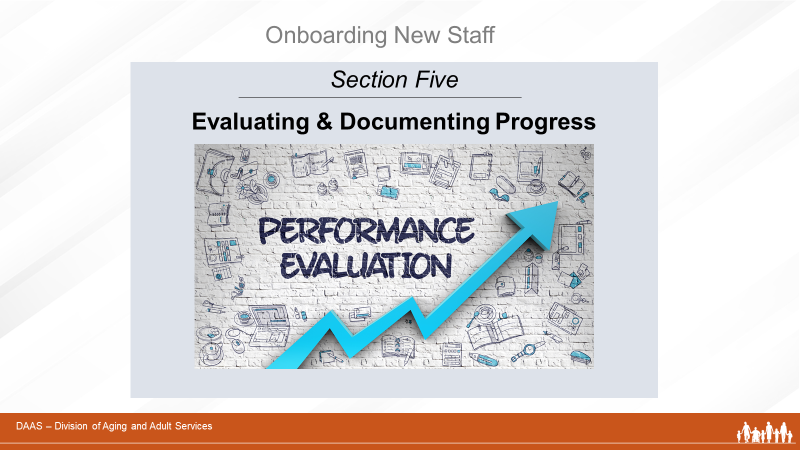 Onboarding New Staff
Section Five
Evaluating & Documenting Progress
PERFORMANCE
EVALUATION
DAAS – Division of Aging and Adult Services